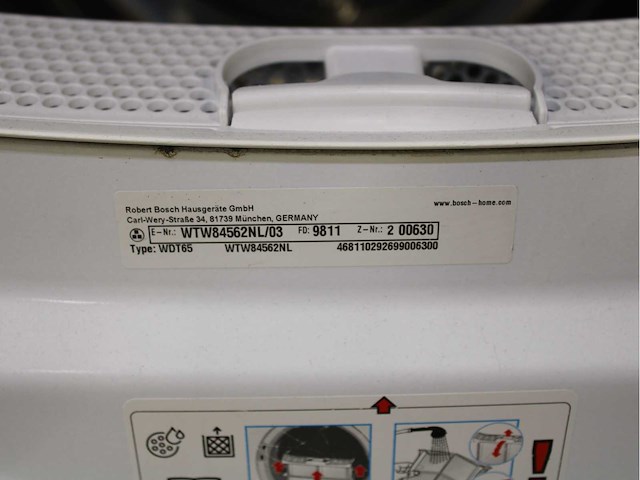 Robert Bosch Hausgeräte GmbH
www.bosch-home.com
Carl-Wery-Straße 34, 81739 München, GERMANY
E-Nr.: WTW84562NL/03 FD: 9811 Z-Nr.: 2 00630
Type: WDT65 WTW84562NL 468110292699006300